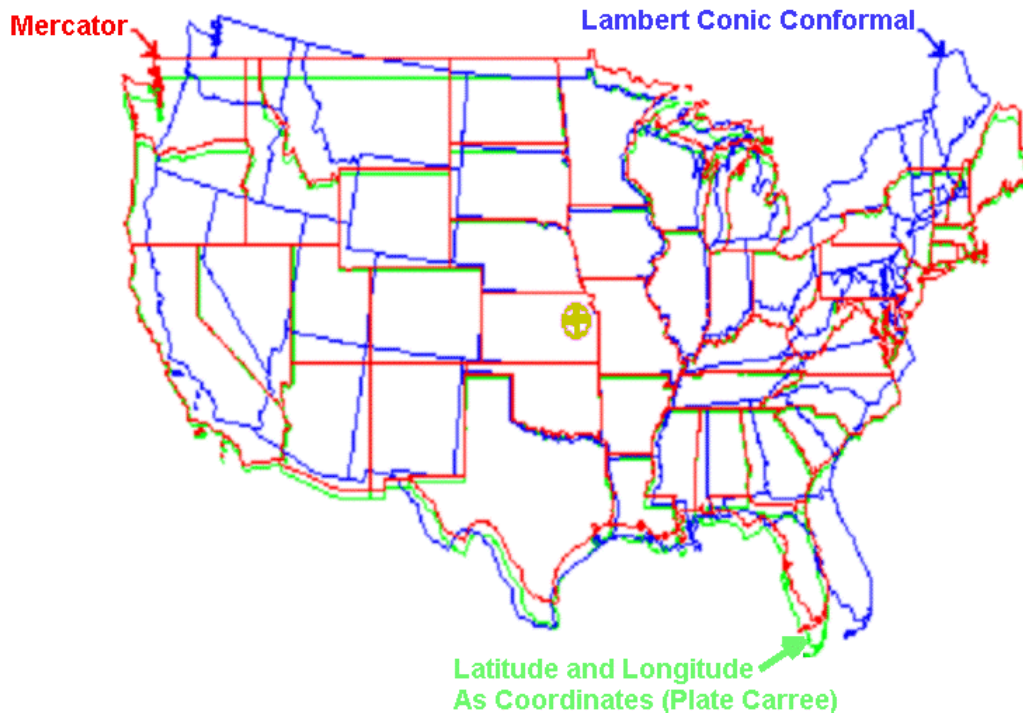 Mercator
Lambert Conic Conformal
Latitude and Longitude
As Coordinates (Plate Carree)